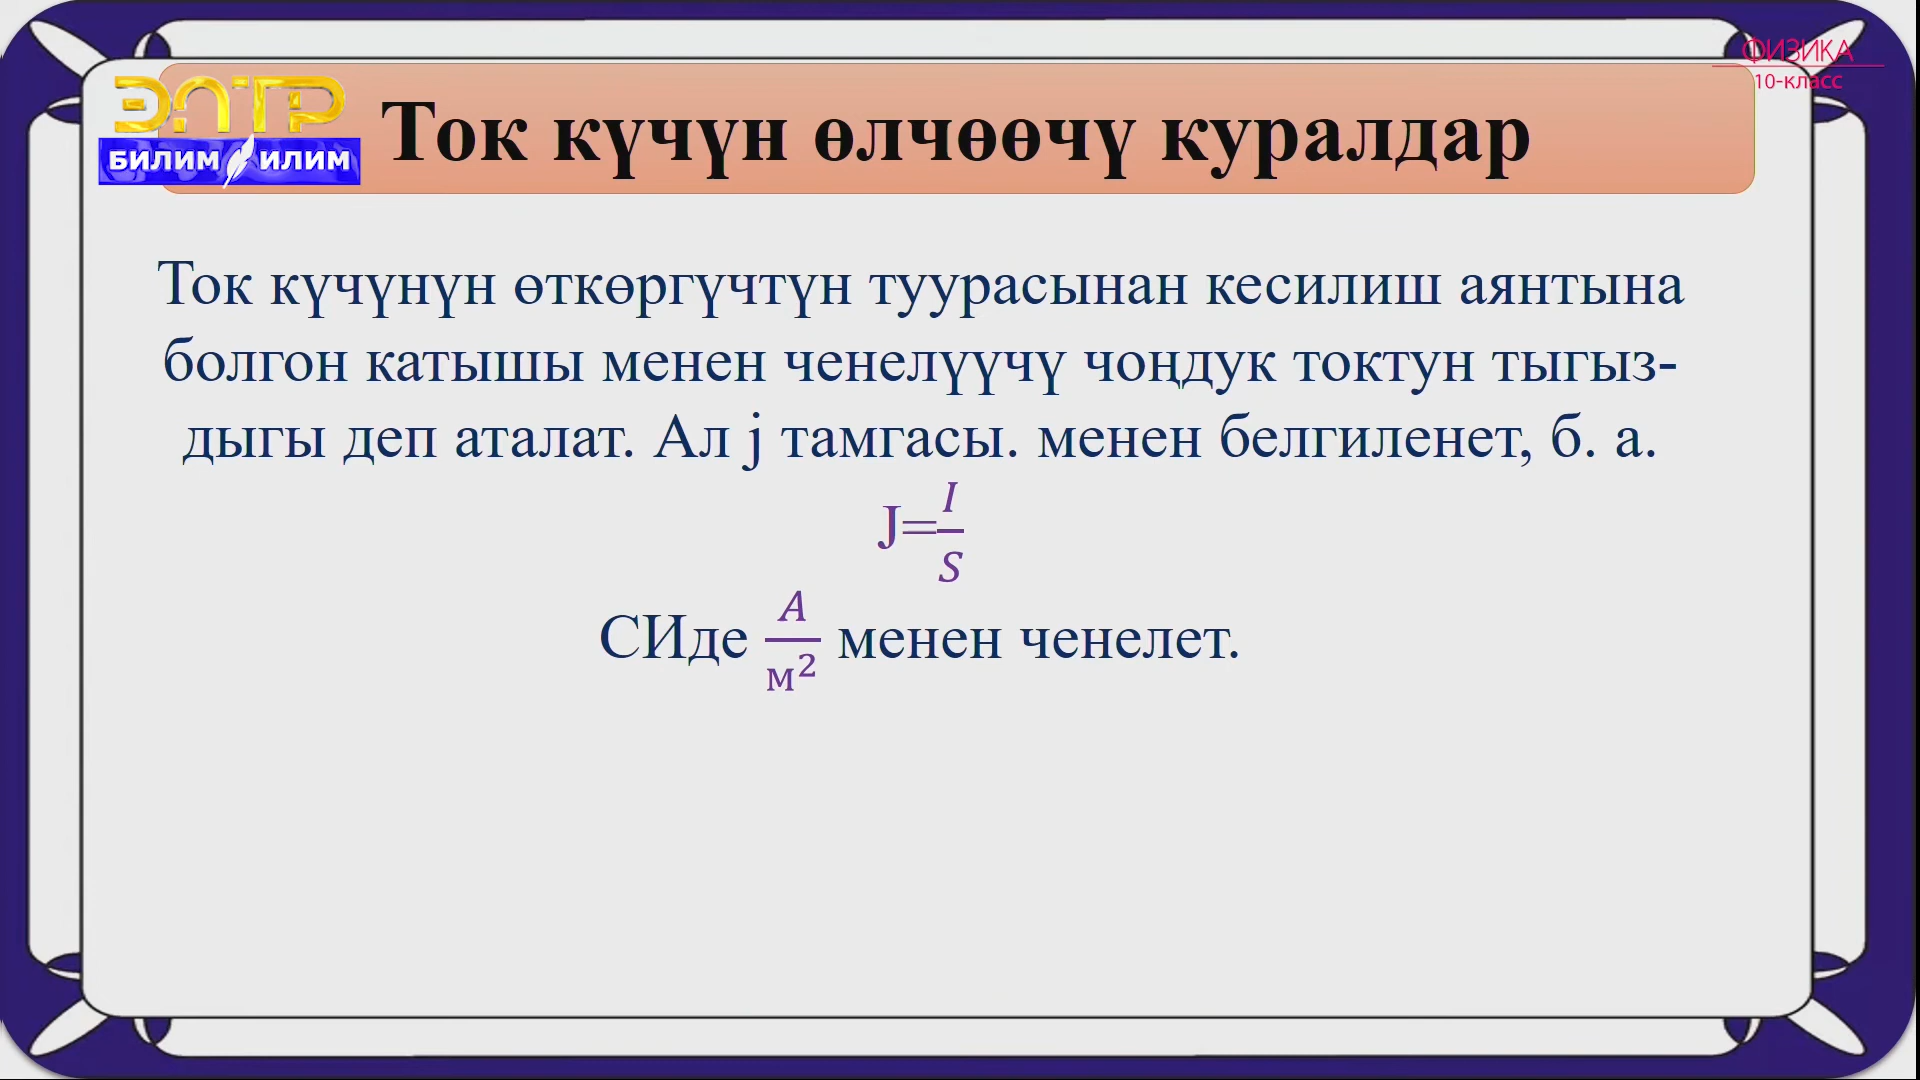 ФИЗИКА
10-класс
ЭЛТР
БИЛИМ ИЛИМ
Ток күчүн өлчөөчү куралдар
Ток күчүнүн өткөргүчтүн туурасынан кесилиш аянтына
болгон катышы менен ченелүүчү чоңдук токтун тыгыз-
дыгы деп аталат. Ал j тамгасы. менен белгиленет, б. а.
J=I/S
СИде А/м² менен ченелет.